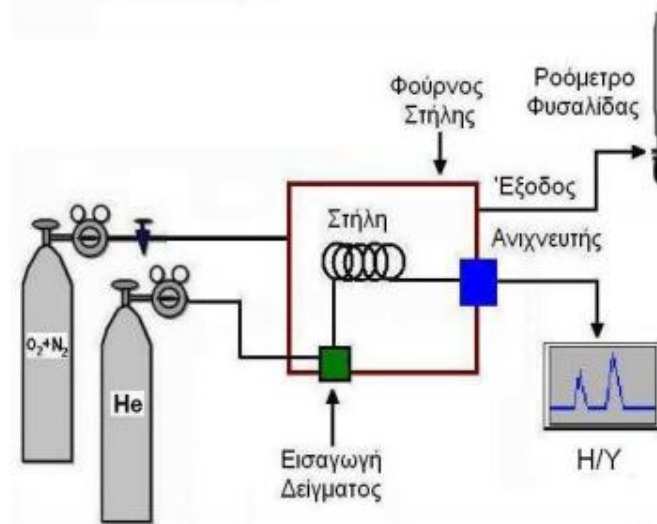 Φούρνος
Στήλης
Ροόμετρο
Φυσαλίδας
Έξοδος
Στήλη
Ανιχνευτής
O₂+N₂
He
Εισαγωγή
Δείγματος
Η/Υ